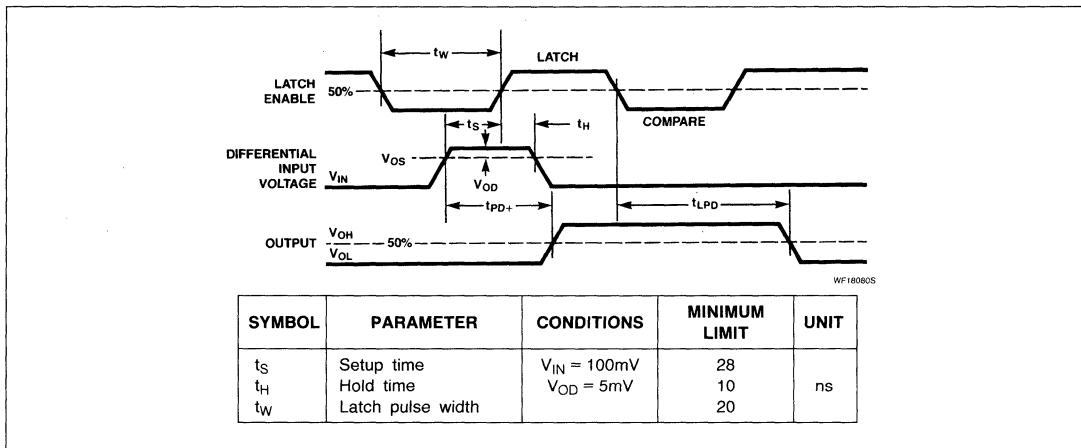 tW
LATCH
LATCH ENABLE
50%
COMPARE
tS
tH
DIFFERENTIAL INPUT VOLTAGE
VOS
VIN
VOD
tPD+
tLPD
OUTPUT
VOH
50%
VOL
WF18080S
SYMBOL PARAMETER CONDITIONS MINIMUM LIMIT UNIT
tS Setup time VIN = 100mV 28
tH Hold time VOD = 5mV 10 ns
tW Latch pulse width 20